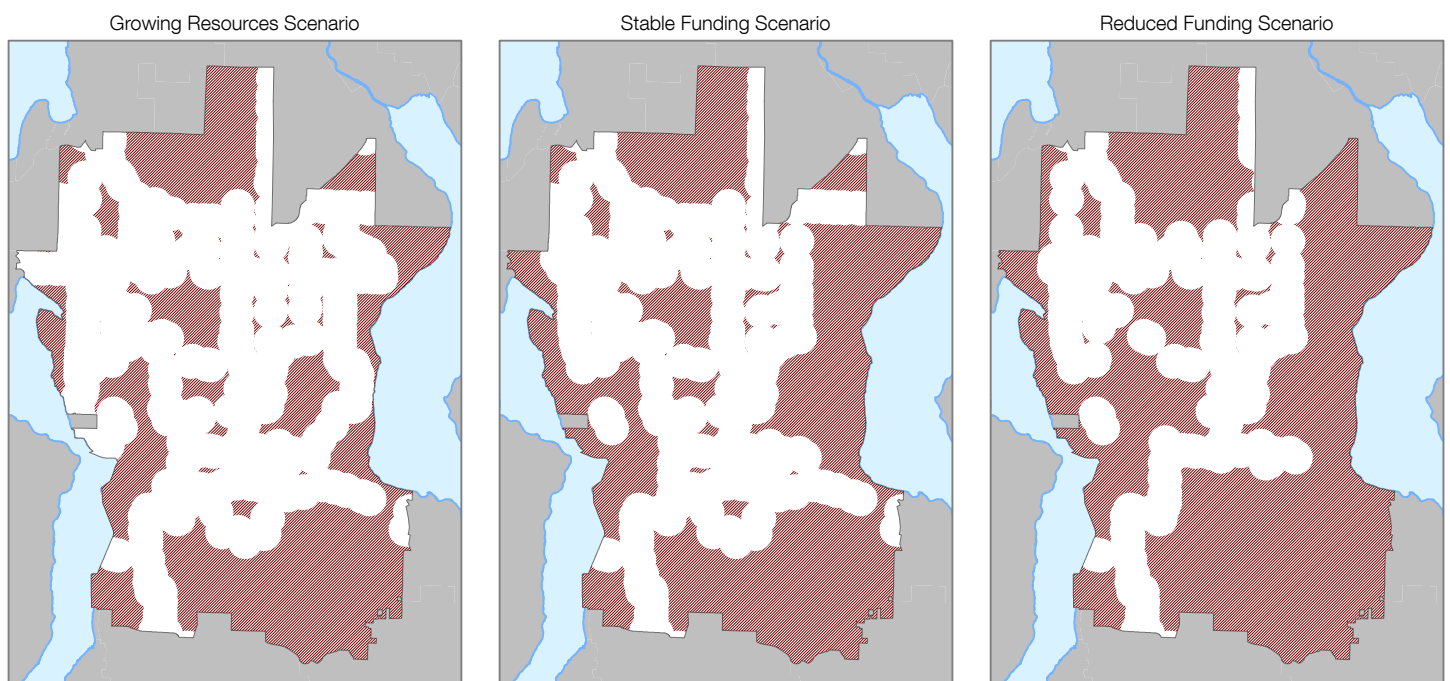 Growing Resources Scenario
Stable Funding Scenario
Reduced Funding Scenario